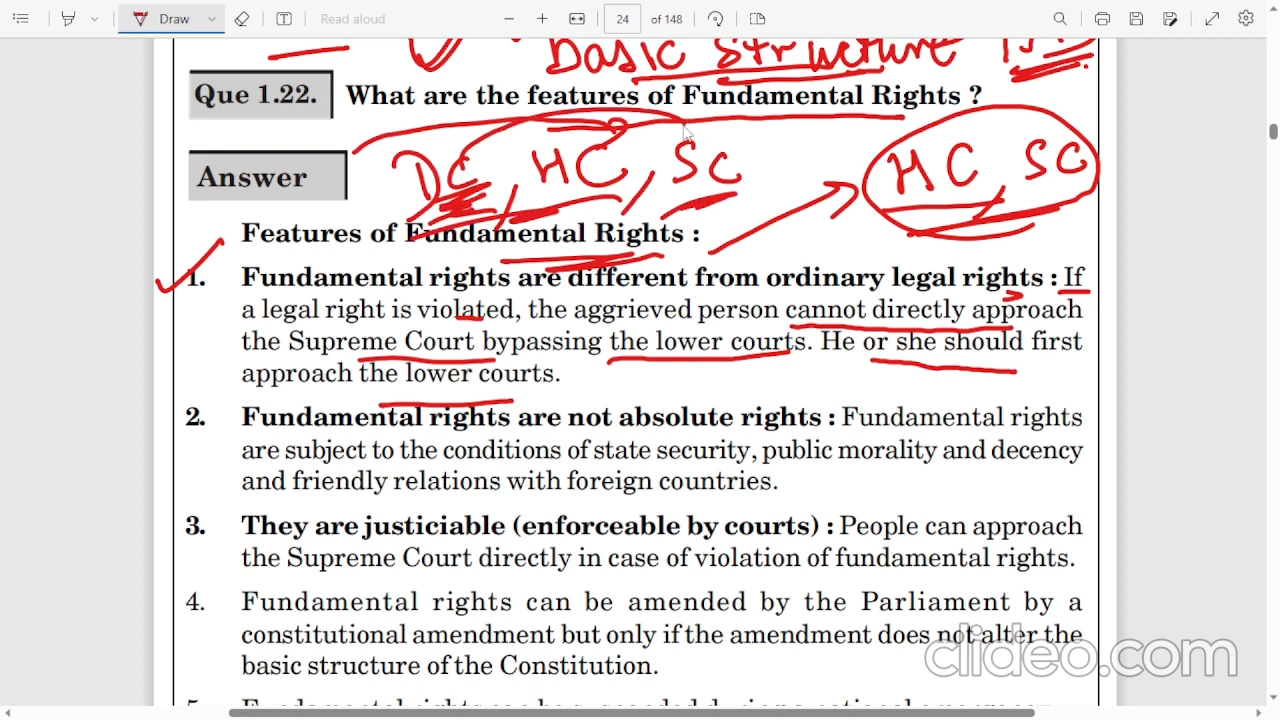 Draw
Read aloud
24 of 148
Basic Structure
Que 1.22. What are the features of Fundamental Rights ?
Answer
DC, HC, SC
HC, SC
Features of Fundamental Rights :
1. Fundamental rights are different from ordinary legal rights : If
a legal right is violated, the aggrieved person cannot directly approach
the Supreme Court bypassing the lower courts. He or she should first
approach the lower courts.
2. Fundamental rights are not absolute rights : Fundamental rights
are subject to the conditions of state security, public morality and decency
and friendly relations with foreign countries.
3. They are justiciable (enforceable by courts) : People can approach
the Supreme Court directly in case of violation of fundamental rights.
4. Fundamental rights can be amended by the Parliament by a
constitutional amendment but only if the amendment does not alter the
basic structure of the Constitution.
clideo.com